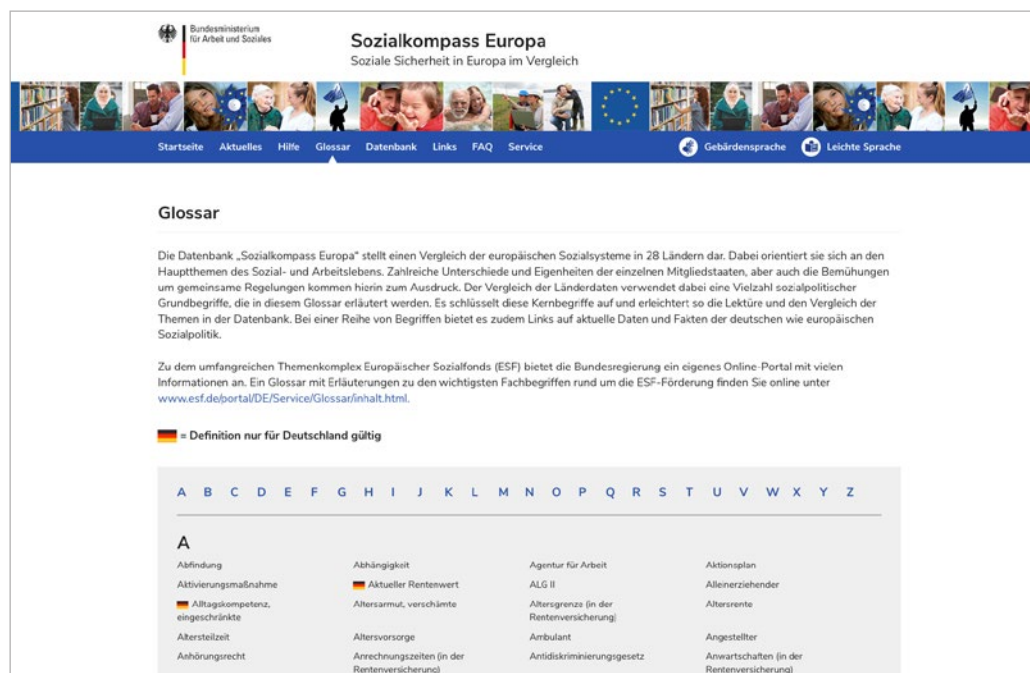 Bundesministerium
für Arbeit und Soziales
Sozialkompass Europa
Soziale Sicherheit in Europa im Vergleich
Startseite Aktuelles Hilfe Glossar Datenbank Links FAQ Service Gebärdensprache Leichte Sprache
Glossar
Die Datenbank „Sozialkompass Europa“ stellt einen Vergleich der europäischen Sozialsysteme in 28 Ländern dar. Dabei orientiert sie sich an den
Hauptthemen des Sozial- und Arbeitslebens. Zahlreiche Unterschiede und Eigenheiten der einzelnen Mitgliedstaaten, aber auch die Bemühungen
um gemeinsame Regelungen kommen hierin zum Ausdruck. Der Vergleich der Länderdaten verwendet dabei eine Vielzahl sozialpolitischer
Grundbegriffe, die in diesem Glossar erläutert werden. Es schlüsselt diese Kernbegriffe auf und erleichtert so die Lektüre und den Vergleich der
Themen in der Datenbank. Bei einer Reihe von Begriffen bietet es zudem Links auf aktuelle Daten und Fakten der deutschen wie europäischen
Sozialpolitik.
Zu dem umfangreichen Themenkomplex Europäischer Sozialfonds (ESF) bietet die Bundesregierung ein eigenes Online-Portal mit vielen
Informationen an. Ein Glossar mit Erläuterungen zu den wichtigsten Fachbegriffen rund um die ESF-Förderung finden Sie online unter
www.esf.de/portal/DE/Service/Glossar/inhalt.html.
= Definition nur für Deutschland gültig
A B C D E F G H I J K L M N O P Q R S T U V W X Y Z
A
Abfindung Abhängigkeit Agentur für Arbeit Aktionsplan
Aktivierungsmaßnahme Aktueller Rentenwert ALG II Alleinerziehender
Alltagskompetenz, Altersarmut, verschämte Altersgrenze (in der Altersrente
eingeschränkte Rentenversicherung)
Altersteilzeit Altersvorsorge Ambulant Angestellter
Anhörungsrecht Anrechnungszeiten (in der Antidiskriminierungsgesetz Anwartschaften (in der
Rentenversicherung) Rentenversicherung)